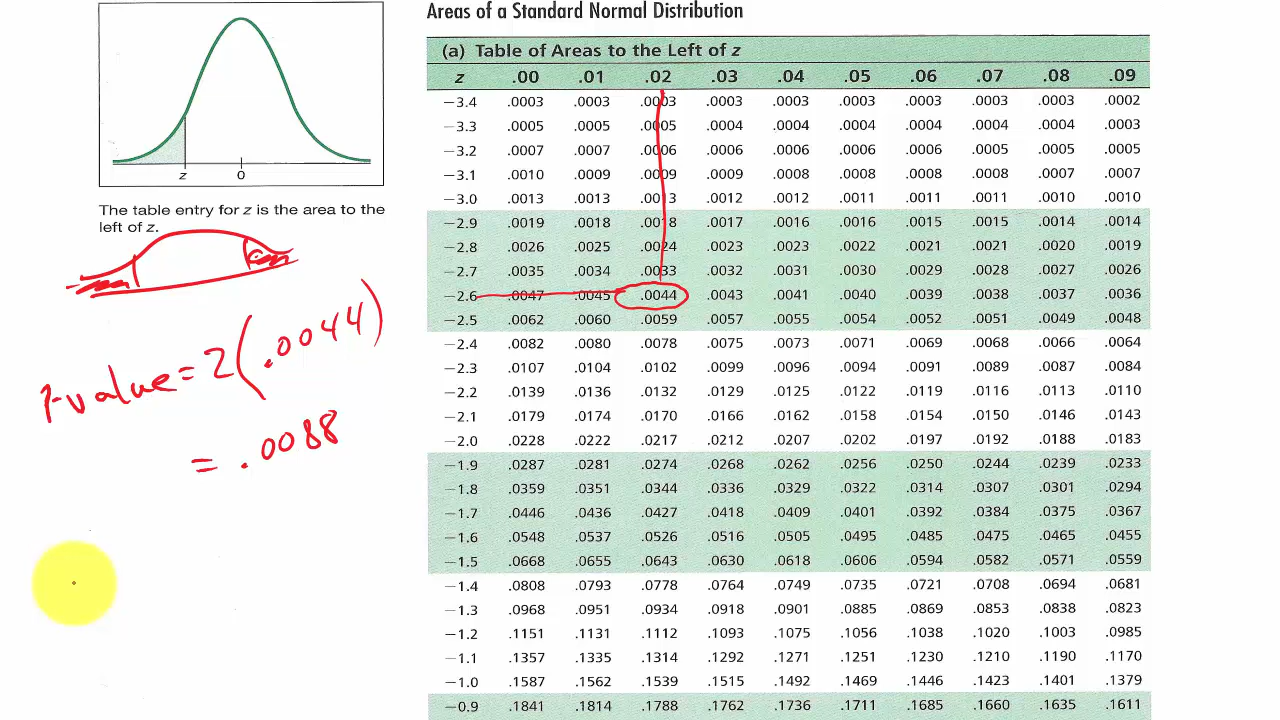 Areas of a Standard Normal Distribution
(a) Table of Areas to the Left of z
z .00 .01 .02 .03 .04 .05 .06 .07 .08 .09
−3.4 .0003 .0003 .0003 .0003 .0003 .0003 .0003 .0003 .0003 .0002
−3.3 .0005 .0005 .0005 .0004 .0004 .0004 .0004 .0004 .0004 .0003
−3.2 .0007 .0007 .0006 .0006 .0006 .0006 .0006 .0005 .0005 .0005
−3.1 .0010 .0009 .0009 .0009 .0008 .0008 .0008 .0008 .0007 .0007
−3.0 .0013 .0013 .0013 .0012 .0012 .0011 .0011 .0011 .0010 .0010
−2.9 .0019 .0018 .0018 .0017 .0016 .0016 .0015 .0015 .0014 .0014
−2.8 .0026 .0025 .0024 .0023 .0023 .0022 .0021 .0021 .0020 .0019
−2.7 .0035 .0034 .0033 .0032 .0031 .0030 .0029 .0028 .0027 .0026
−2.6 .0047 .0045 .0044 .0043 .0041 .0040 .0039 .0038 .0037 .0036
−2.5 .0062 .0060 .0059 .0057 .0055 .0054 .0052 .0051 .0049 .0048
−2.4 .0082 .0080 .0078 .0075 .0073 .0071 .0069 .0068 .0066 .0064
−2.3 .0107 .0104 .0102 .0099 .0096 .0094 .0091 .0089 .0087 .0084
−2.2 .0139 .0136 .0132 .0129 .0125 .0122 .0119 .0116 .0113 .0110
−2.1 .0179 .0174 .0170 .0166 .0162 .0158 .0154 .0150 .0146 .0143
−2.0 .0228 .0222 .0217 .0212 .0207 .0202 .0197 .0192 .0188 .0183
−1.9 .0287 .0281 .0274 .0268 .0262 .0256 .0250 .0244 .0239 .0233
−1.8 .0359 .0351 .0344 .0336 .0329 .0322 .0314 .0307 .0301 .0294
−1.7 .0446 .0436 .0427 .0418 .0409 .0401 .0392 .0384 .0375 .0367
−1.6 .0548 .0537 .0526 .0516 .0505 .0495 .0485 .0475 .0465 .0455
−1.5 .0668 .0655 .0643 .0630 .0618 .0606 .0594 .0582 .0571 .0559
−1.4 .0808 .0793 .0778 .0764 .0749 .0735 .0721 .0708 .0694 .0681
−1.3 .0968 .0951 .0934 .0918 .0901 .0885 .0869 .0853 .0838 .0823
−1.2 .1151 .1131 .1112 .1093 .1075 .1056 .1038 .1020 .1003 .0985
−1.1 .1357 .1335 .1314 .1292 .1271 .1251 .1230 .1210 .1190 .1170
−1.0 .1587 .1562 .1539 .1515 .1492 .1469 .1446 .1423 .1401 .1379
−0.9 .1841 .1814 .1788 .1762 .1736 .1711 .1685 .1660 .1635 .1611
z 0
The table entry for z is the area to the
left of z.
P-value = 2(.0044)
= .0088